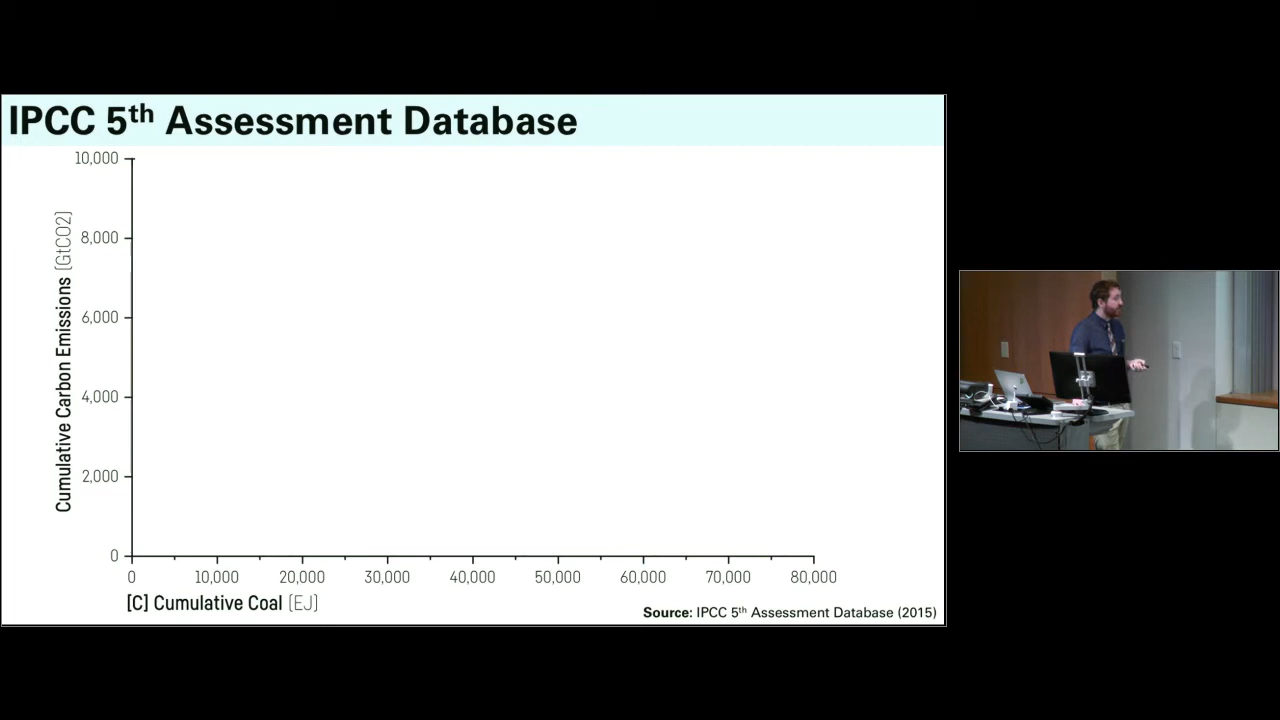 IPCC 5th Assessment Database
10,000
8,000
6,000
4,000
2,000
0
Cumulative Carbon Emissions [GtCO2]
0 10,000 20,000 30,000 40,000 50,000 60,000 70,000 80,000
[C] Cumulative Coal [EJ]
Source: IPCC 5th Assessment Database (2015)